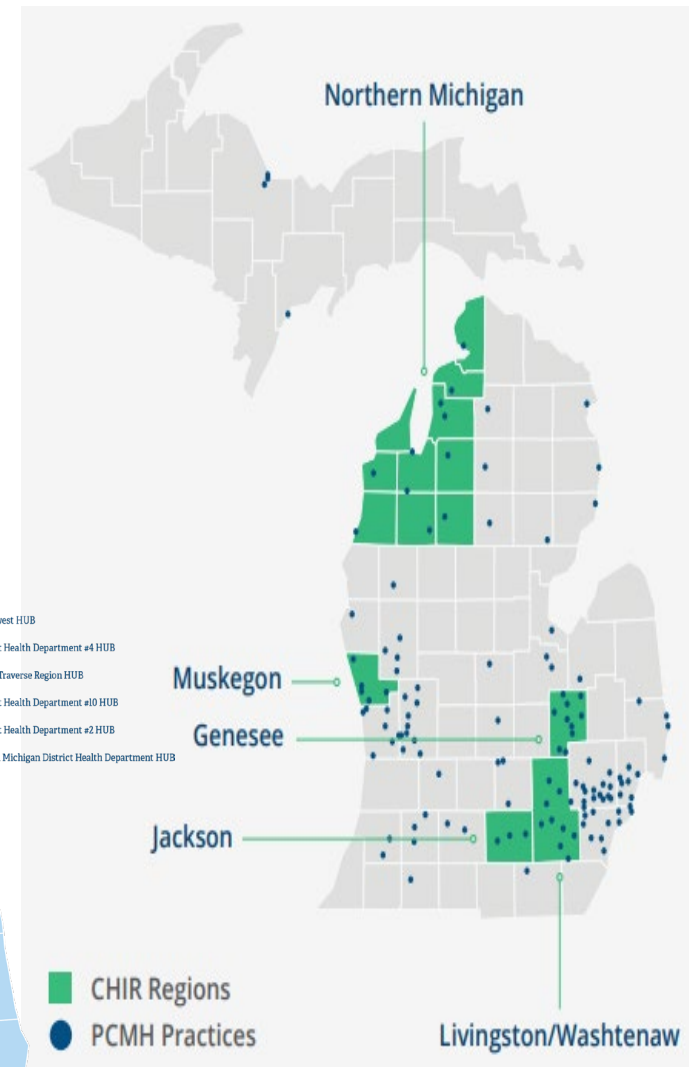 Northern Michigan
HUB
Health Department #4 HUB
Traverse Region HUB
Health Department #10 HUB
Health Department #2 HUB
Michigan District Health Department HUB
Muskegon
Genesee
Jackson
CHIR Regions
PCMH Practices
Livingston/Washtenaw